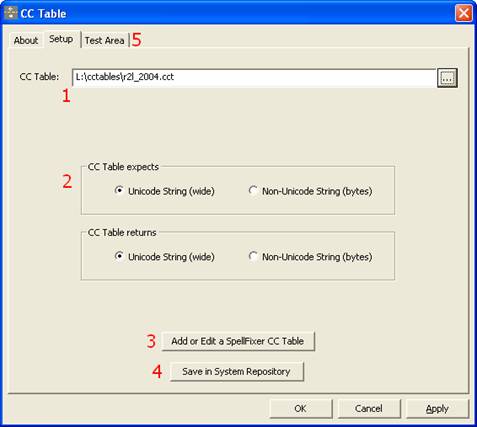 CC Table
About Setup Test Area 5
CC Table: L:\cctables\r2l_2004.cct ...
1
CC Table expects
2 Unicode String (wide) Non-Unicode String (bytes)
CC Table returns
Unicode String (wide) Non-Unicode String (bytes)
3 Add or Edit a SpellFixer CC Table
4 Save in System Repository
OK Cancel Apply